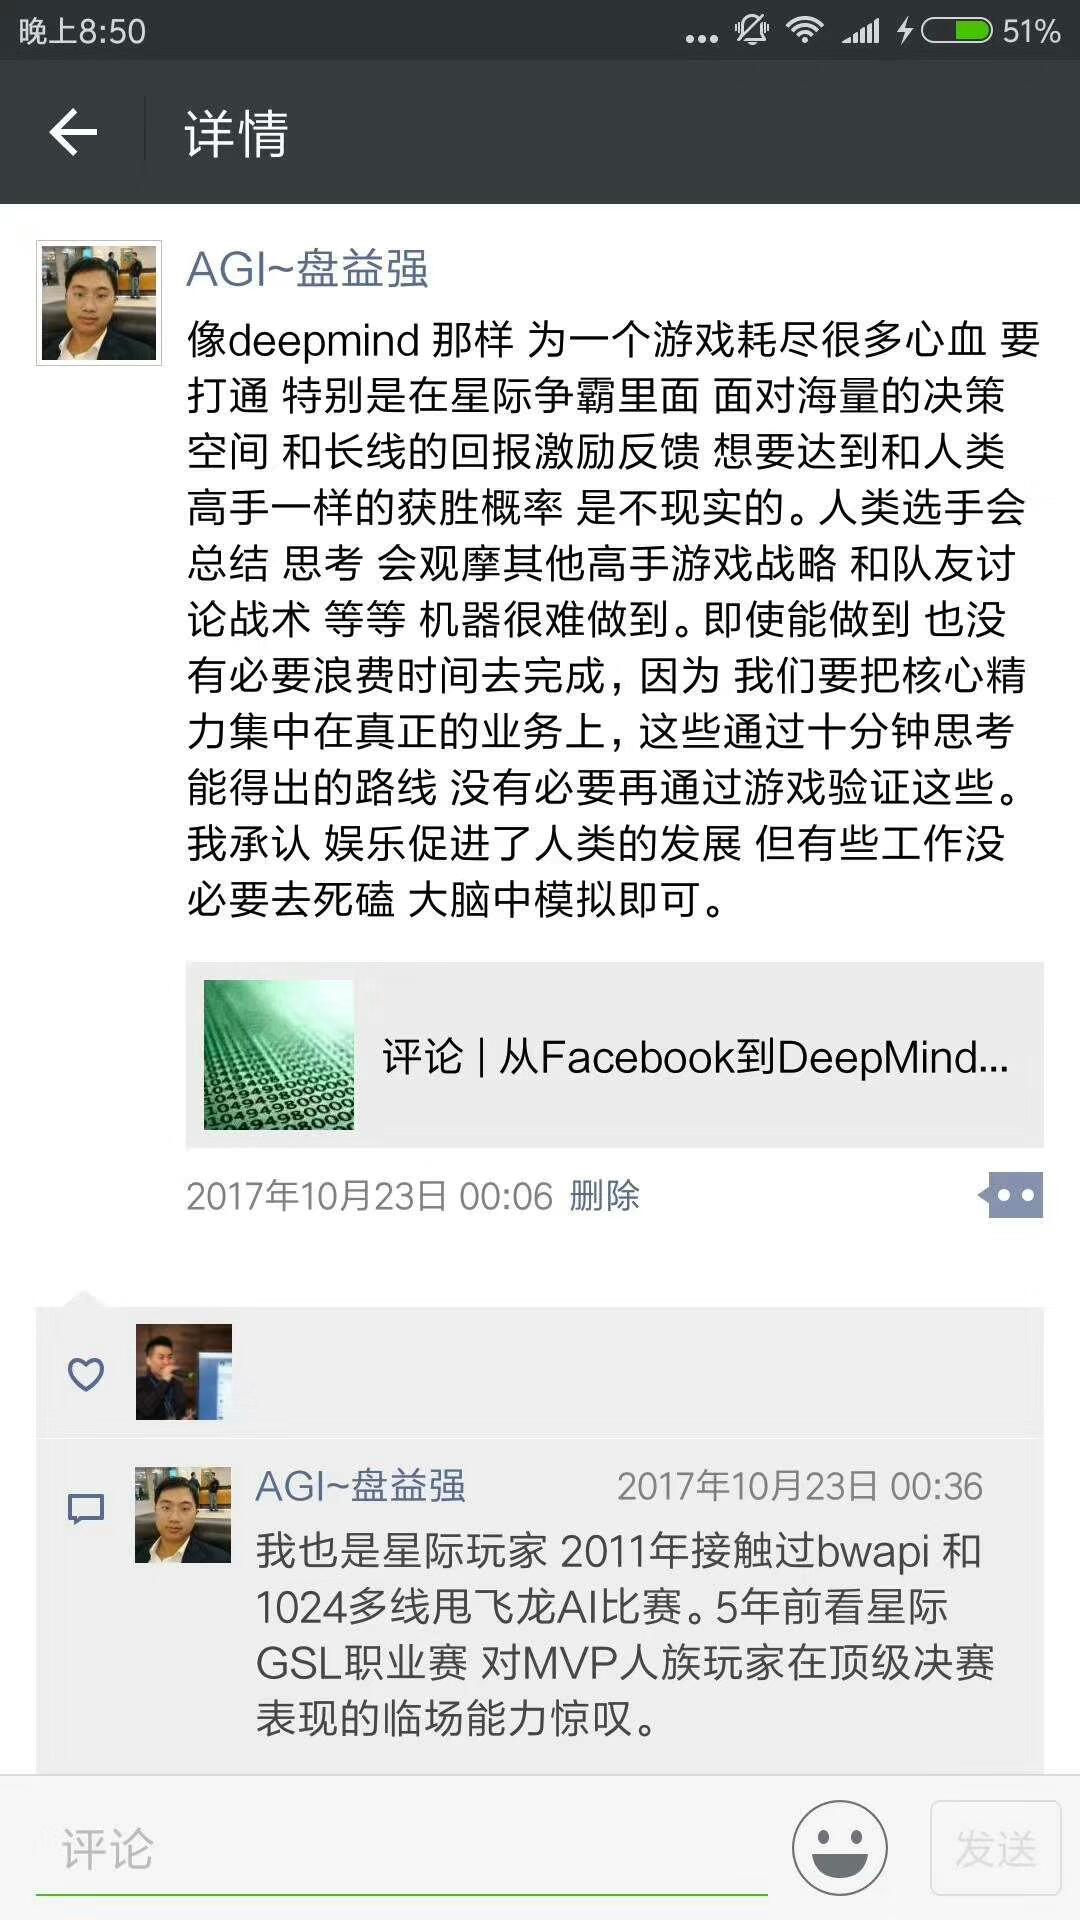 晚上8:50
51%
详情
AGI~盘益强
像deepmind 那样 为一个游戏耗尽很多心血 要
打通 特别是在星际争霸里面 面对海量的决策
空间 和长线的回报激励反馈 想要达到和人类
高手一样的获胜概率 是不现实的。人类选手会
总结 思考 会观摩其他高手游戏战略 和队友讨
论战术 等等 机器很难做到。即使能做到 也没
有必要浪费时间去完成，因为 我们要把核心精
力集中在真正的业务上，这些通过十分钟思考
能得出的路线 没有必要再通过游戏验证这些。
我承认 娱乐促进了人类的发展 但有些工作没
必要去死磕 大脑中模拟即可。
评论 | 从Facebook到DeepMind...
2017年10月23日 00:06 删除
AGI~盘益强 2017年10月23日 00:36
我也是星际玩家 2011年接触过bwapi 和
1024多线甩飞龙AI比赛。5年前看星际
GSL职业赛 对MVP人族玩家在顶级决赛
表现的临场能力惊叹。
评论
发送